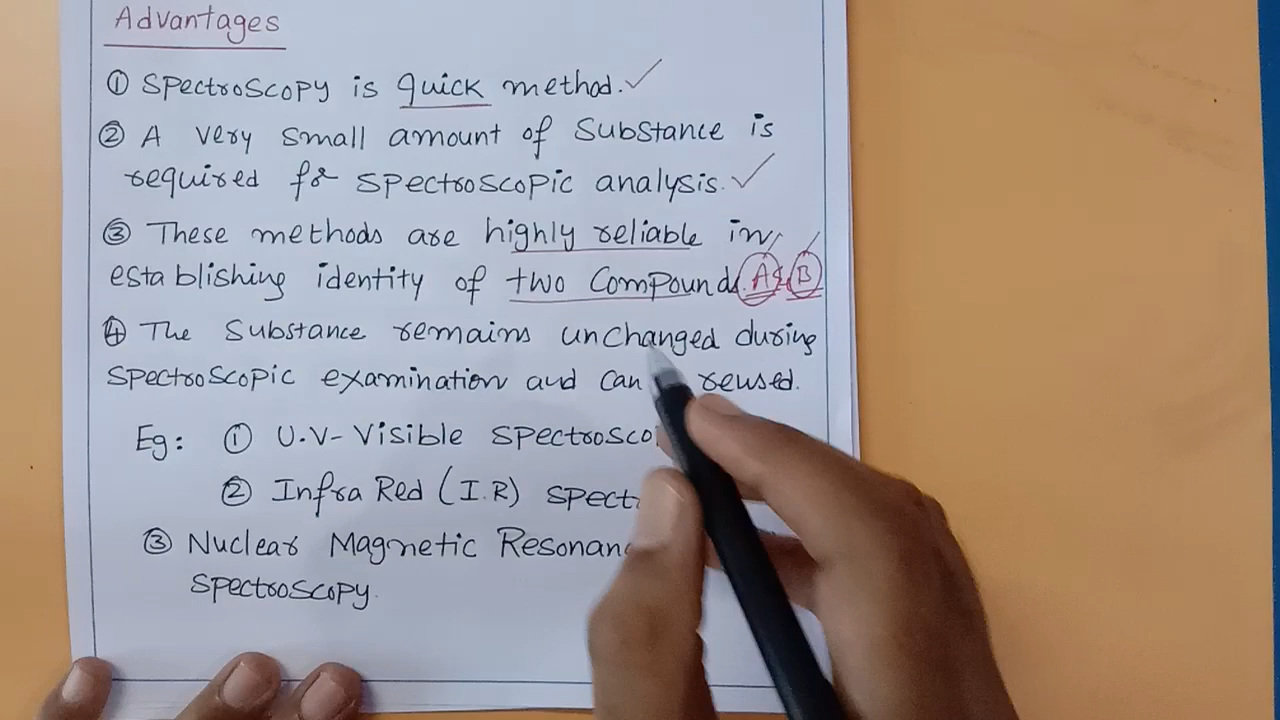 Advantages
① Spectroscopy is quick method. ✓
② A very small amount of Substance is
required for spectroscopic analysis. ✓
③ These methods are highly reliable in
establishing identity of two Compounds. A & B
④ The Substance remains unchanged during
spectroscopic examination and can reused.
Eg: ① U.V-Visible spectrosco
② Infra Red (I.R) spect
③ Nuclear Magnetic Resonan
spectroscopy.